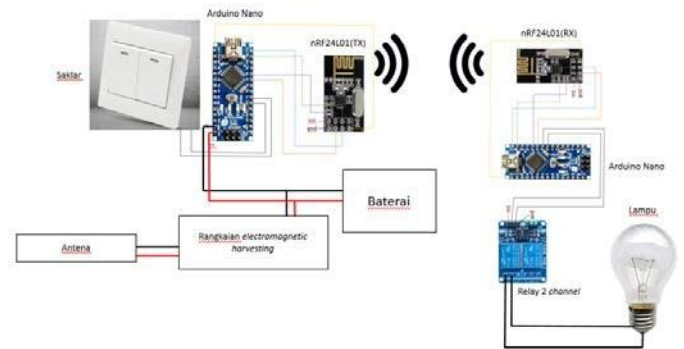 Arduino Nano
nRF24L01(TX)
Saklar
Baterai
Rangkaian electromagnetic
harvesting
Antena
nRF24L01(RX)
Arduino Nano
Lampu
Relay 2 channel